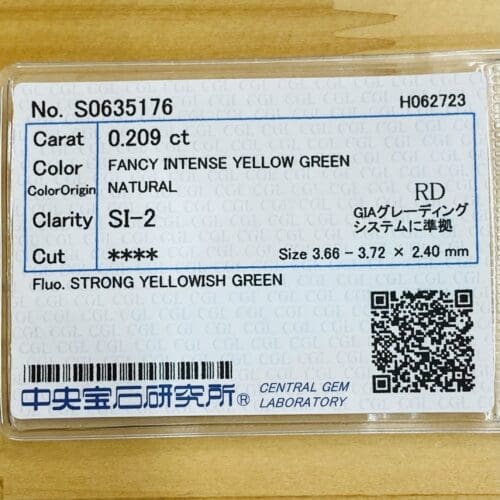 No. S0635176 H062723
Carat 0.209 ct
Color FANCY INTENSE YELLOW GREEN
ColorOrigin NATURAL
RD
Clarity SI-2 GIAグレーディング
システムに準拠
Cut **** Size 3.66 – 3.72 × 2.40 mm
Fluo. STRONG YELLOWISH GREEN
中央宝石研究所® CENTRAL GEM
LABORATORY